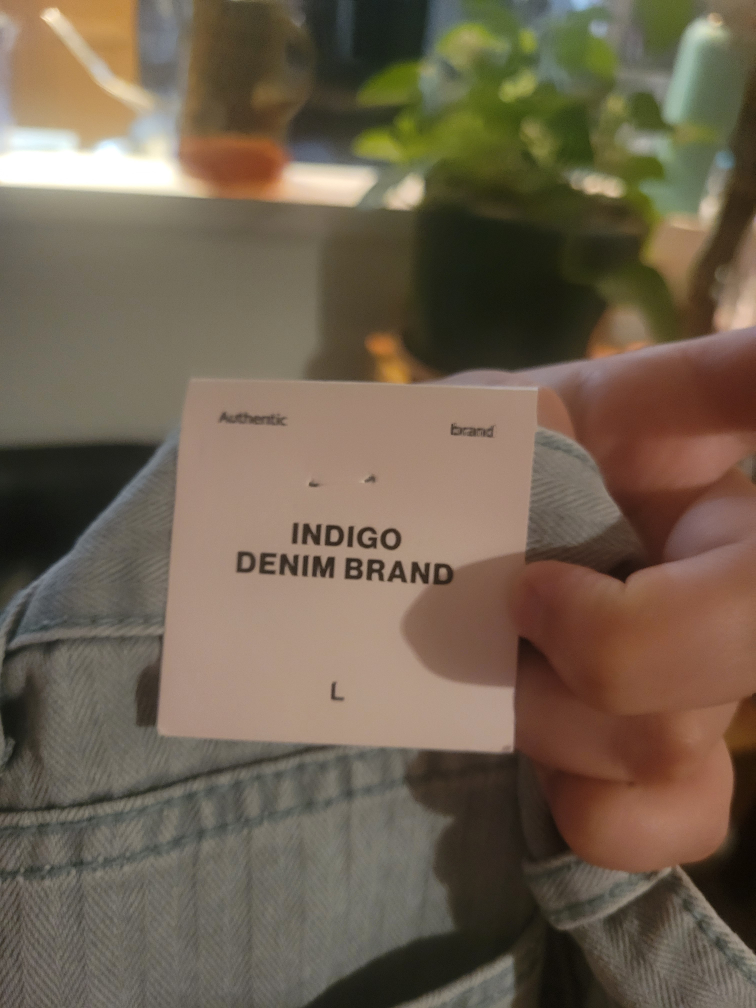 Authentic brand
INDIGO
DENIM BRAND
L